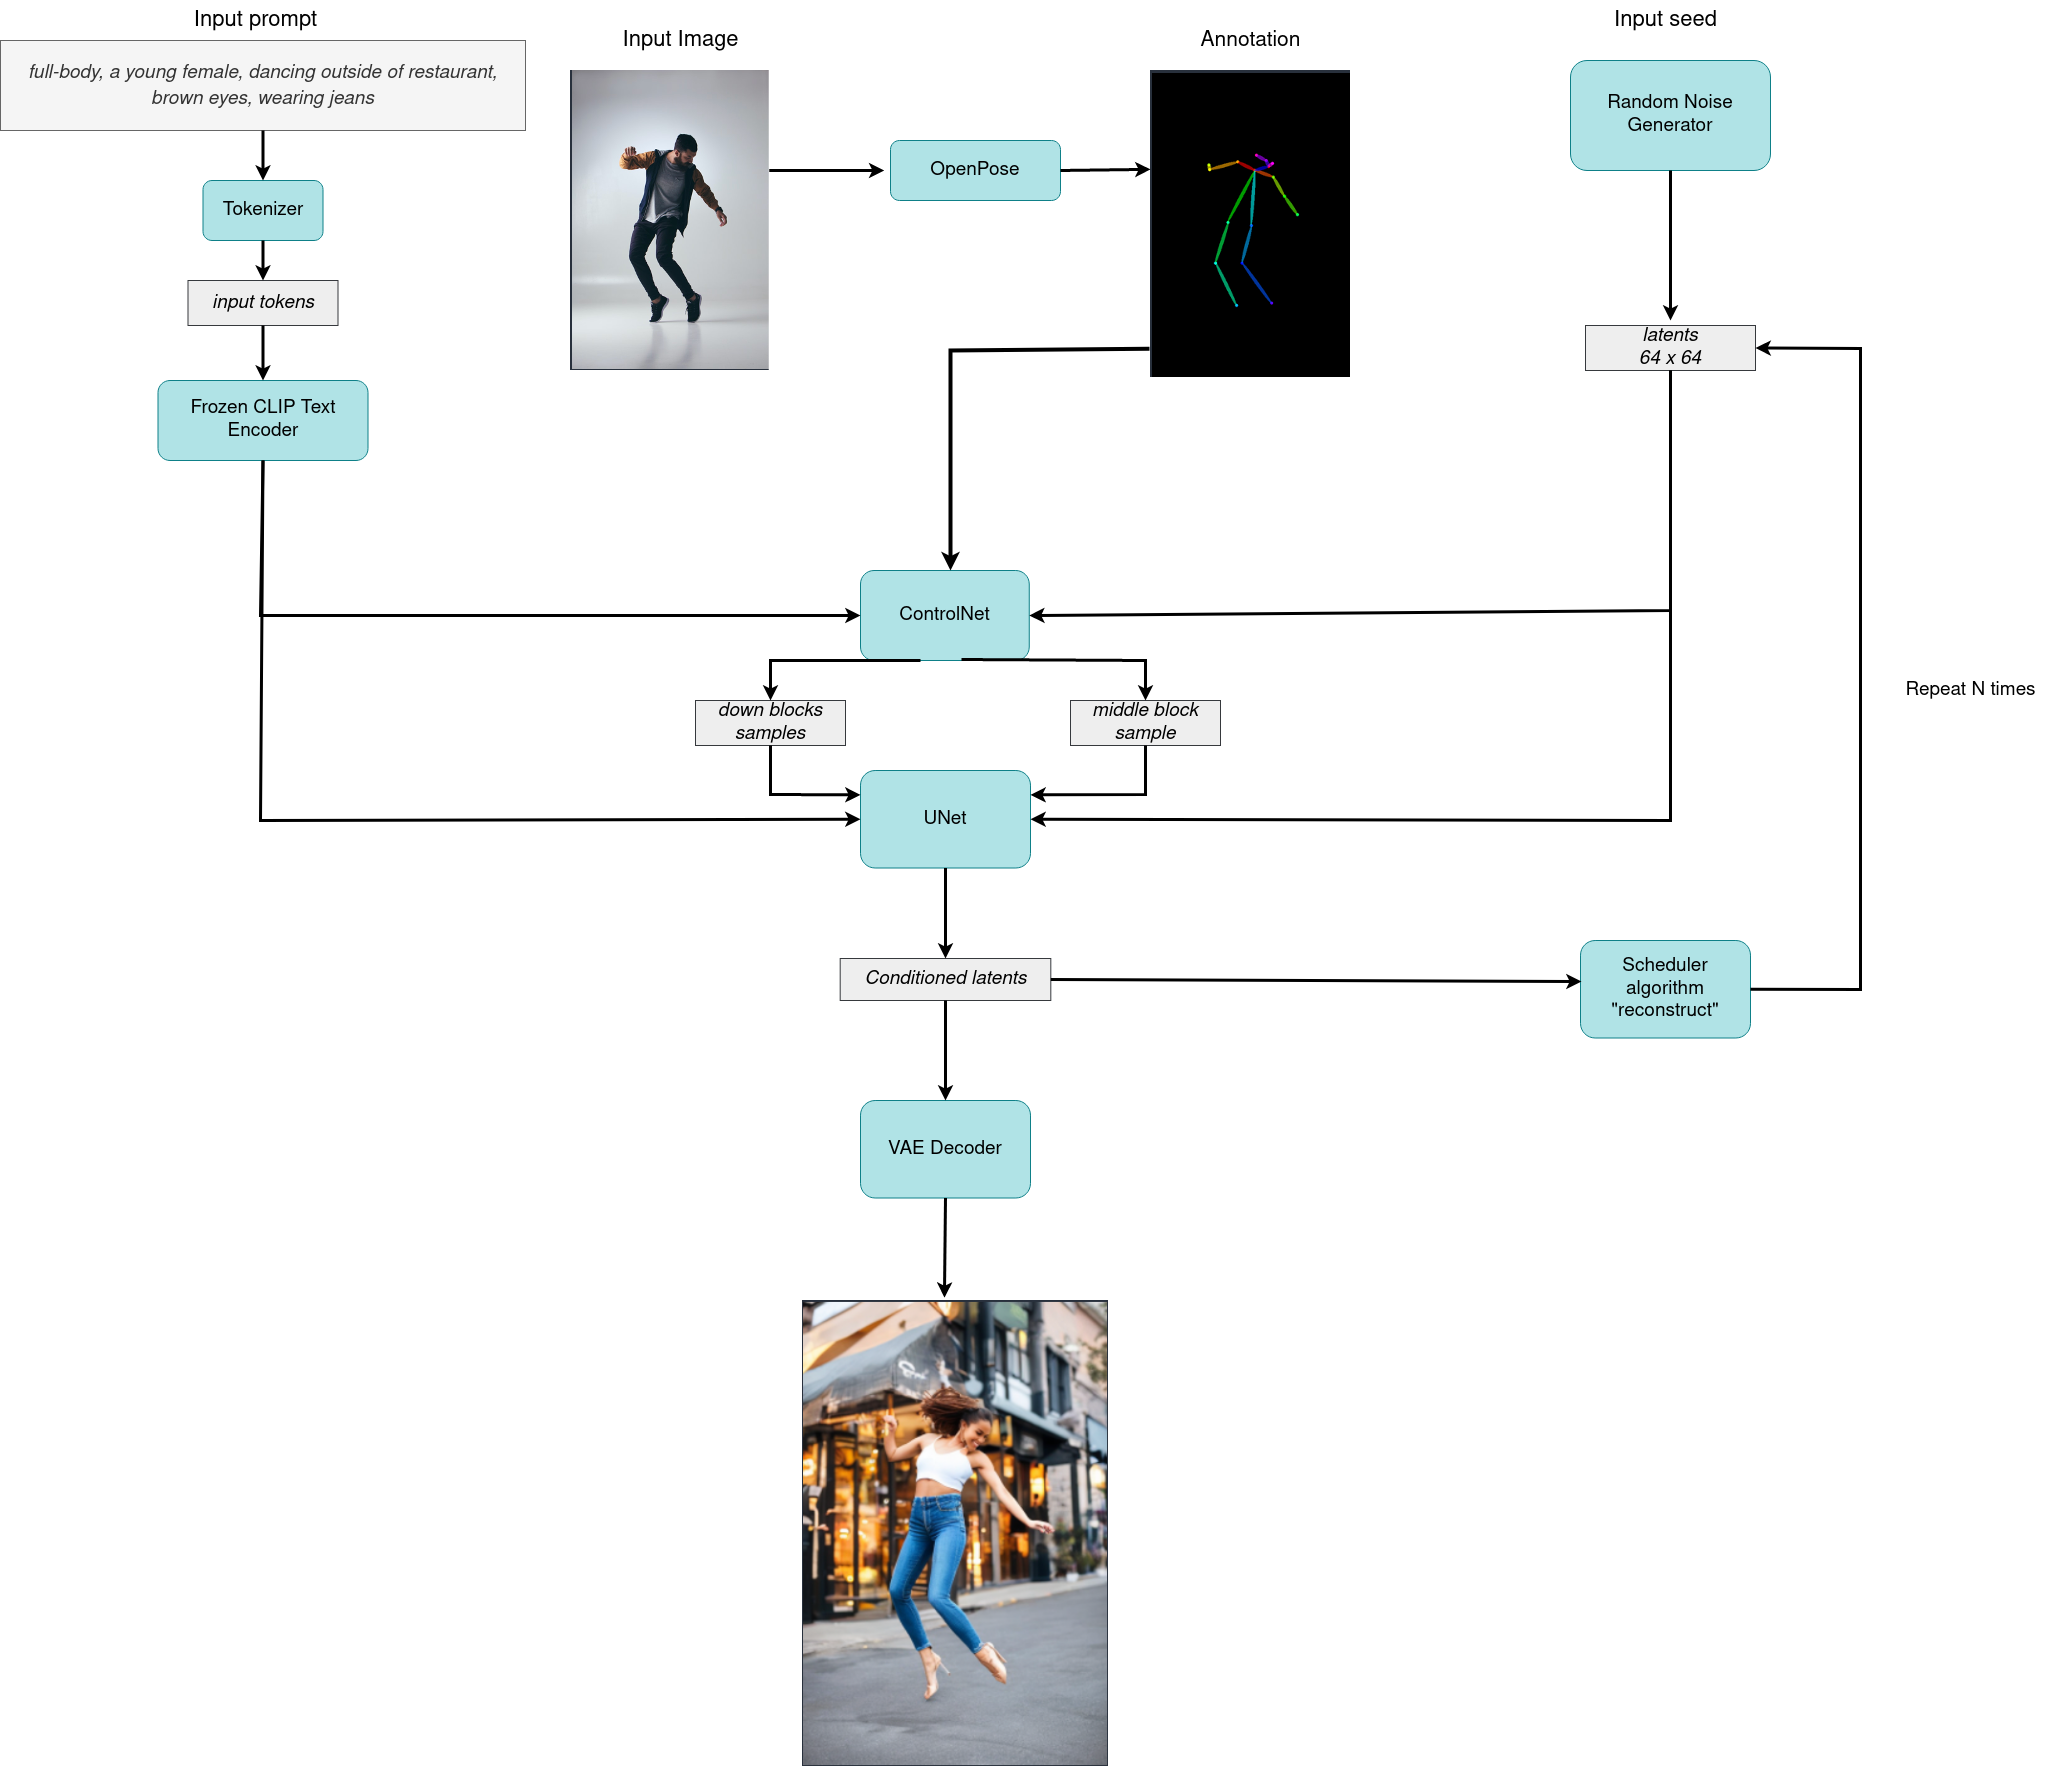 Input prompt
full-body, a young female, dancing outside of restaurant,
brown eyes, wearing jeans
Tokenizer
input tokens
Frozen CLIP Text
Encoder
Input Image
OpenPose
Annotation
Input seed
Random Noise
Generator
latents
64 x 64
ControlNet
down blocks
samples
middle block
sample
UNet
Repeat N times
Conditioned latents
Scheduler
algorithm
"reconstruct"
VAE Decoder